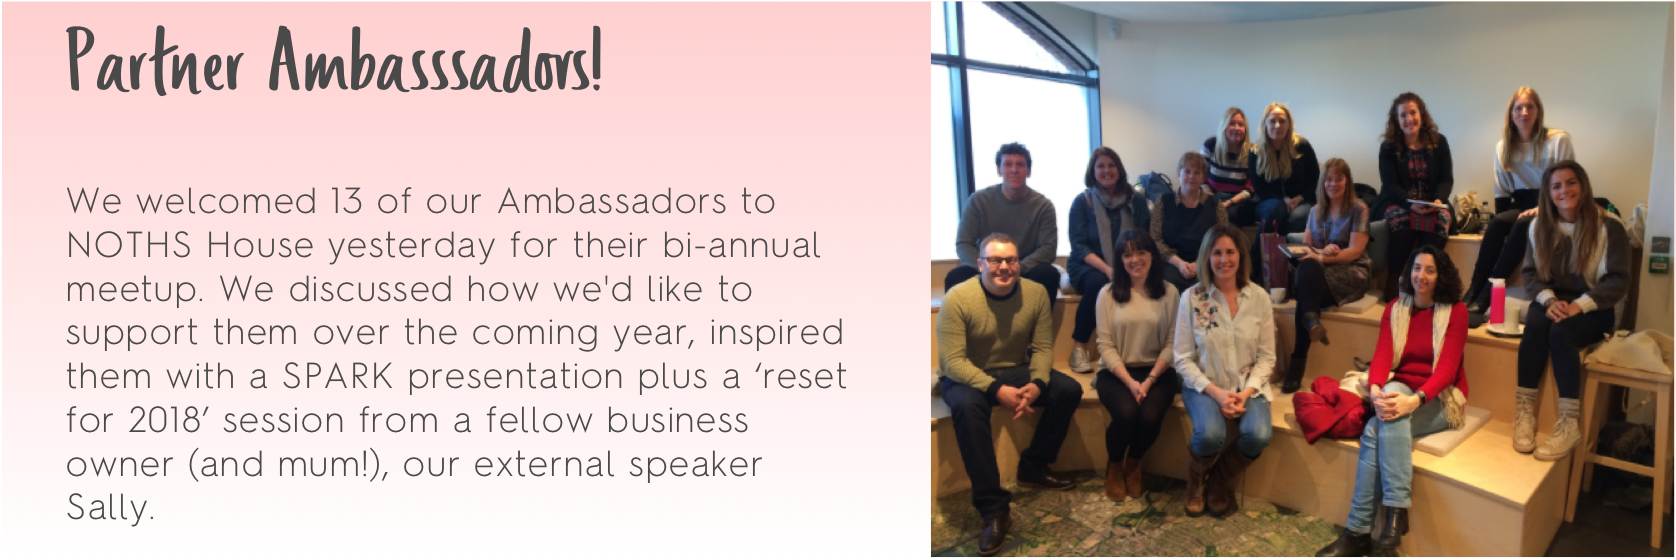 Partner Ambasssadors!
We welcomed 13 of our Ambassadors to
NOTHS House yesterday for their bi-annual
meetup. We discussed how we'd like to
support them over the coming year, inspired
them with a SPARK presentation plus a ‘reset
for 2018’ session from a fellow business
owner (and mum!), our external speaker
Sally.